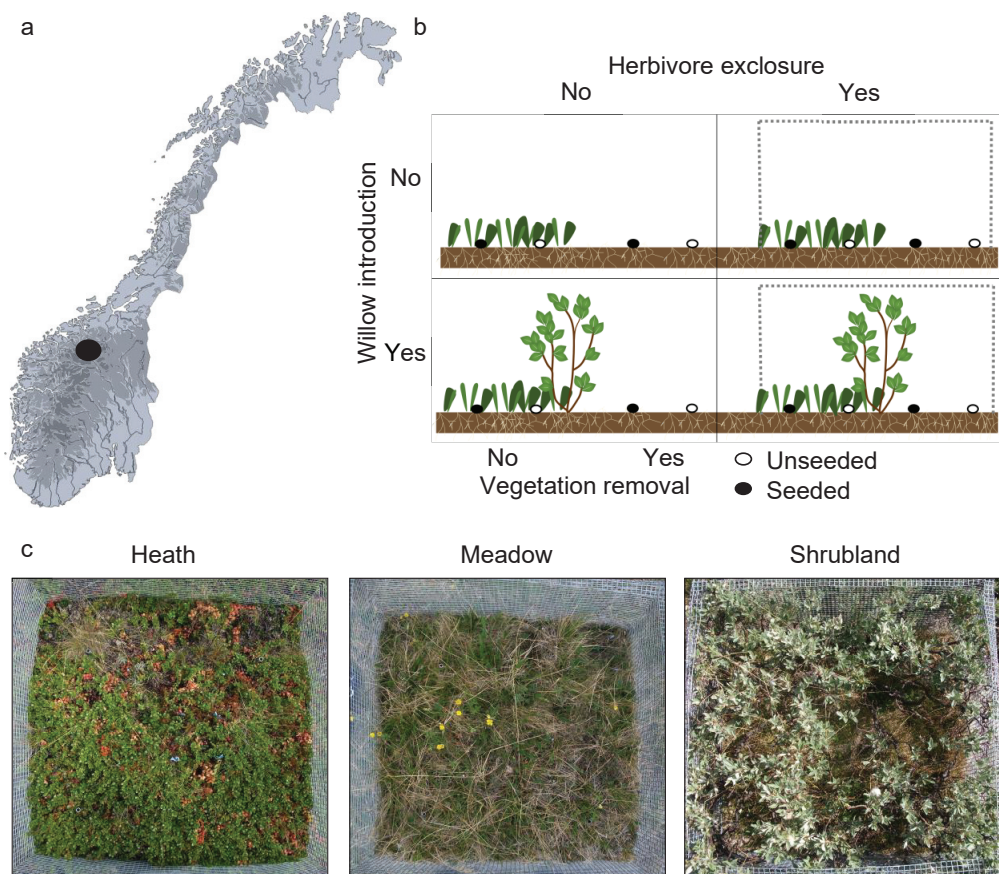 a
b
Herbivore exclosure
No
Yes
Willow introduction
No
Yes
No
Yes
Vegetation removal
Unseeded
Seeded
c
Heath
Meadow
Shrubland